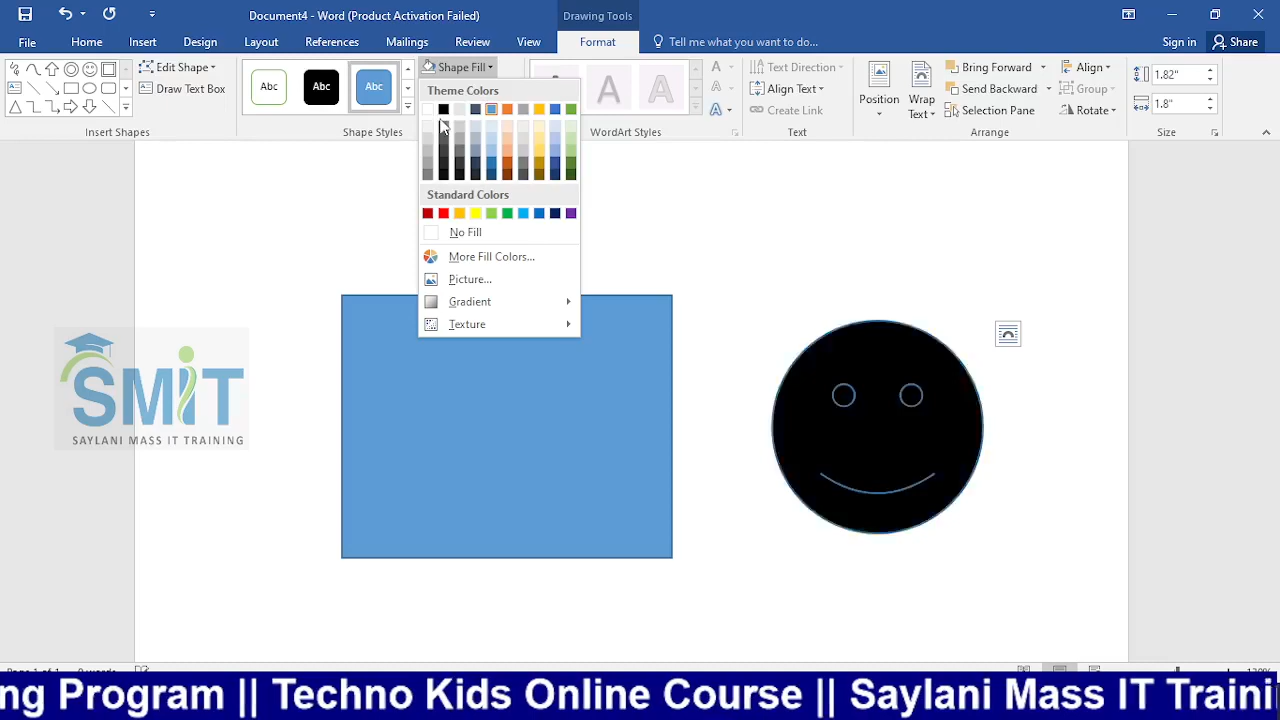 Document4 - Word (Product Activation Failed)
Drawing Tools
File
Home
Insert
Design
Layout
References
Mailings
Review
View
Format
Tell me what you want to do...
Sign in
Share
Edit Shape
Draw Text B
Insert Shapes
Abc
Abc
Abc
Shape Styles
Shape Fill
Theme Colors
Standard Colors
No Fill
More Fill Colors...
Picture...
Gradient
Texture
A
A
WordArt Styles
Text Direction
Align Text
Create Link
Text
Position
Wrap
Text
Bring Forward
Send Backward
Selection Pane
Align
Group
Arrange
1.82"
1.8"
Size
SMiT
SAYLANI MASS IT TRAINING
ng Program || Techno Kids Online Course || Saylani Mass IT Trainin